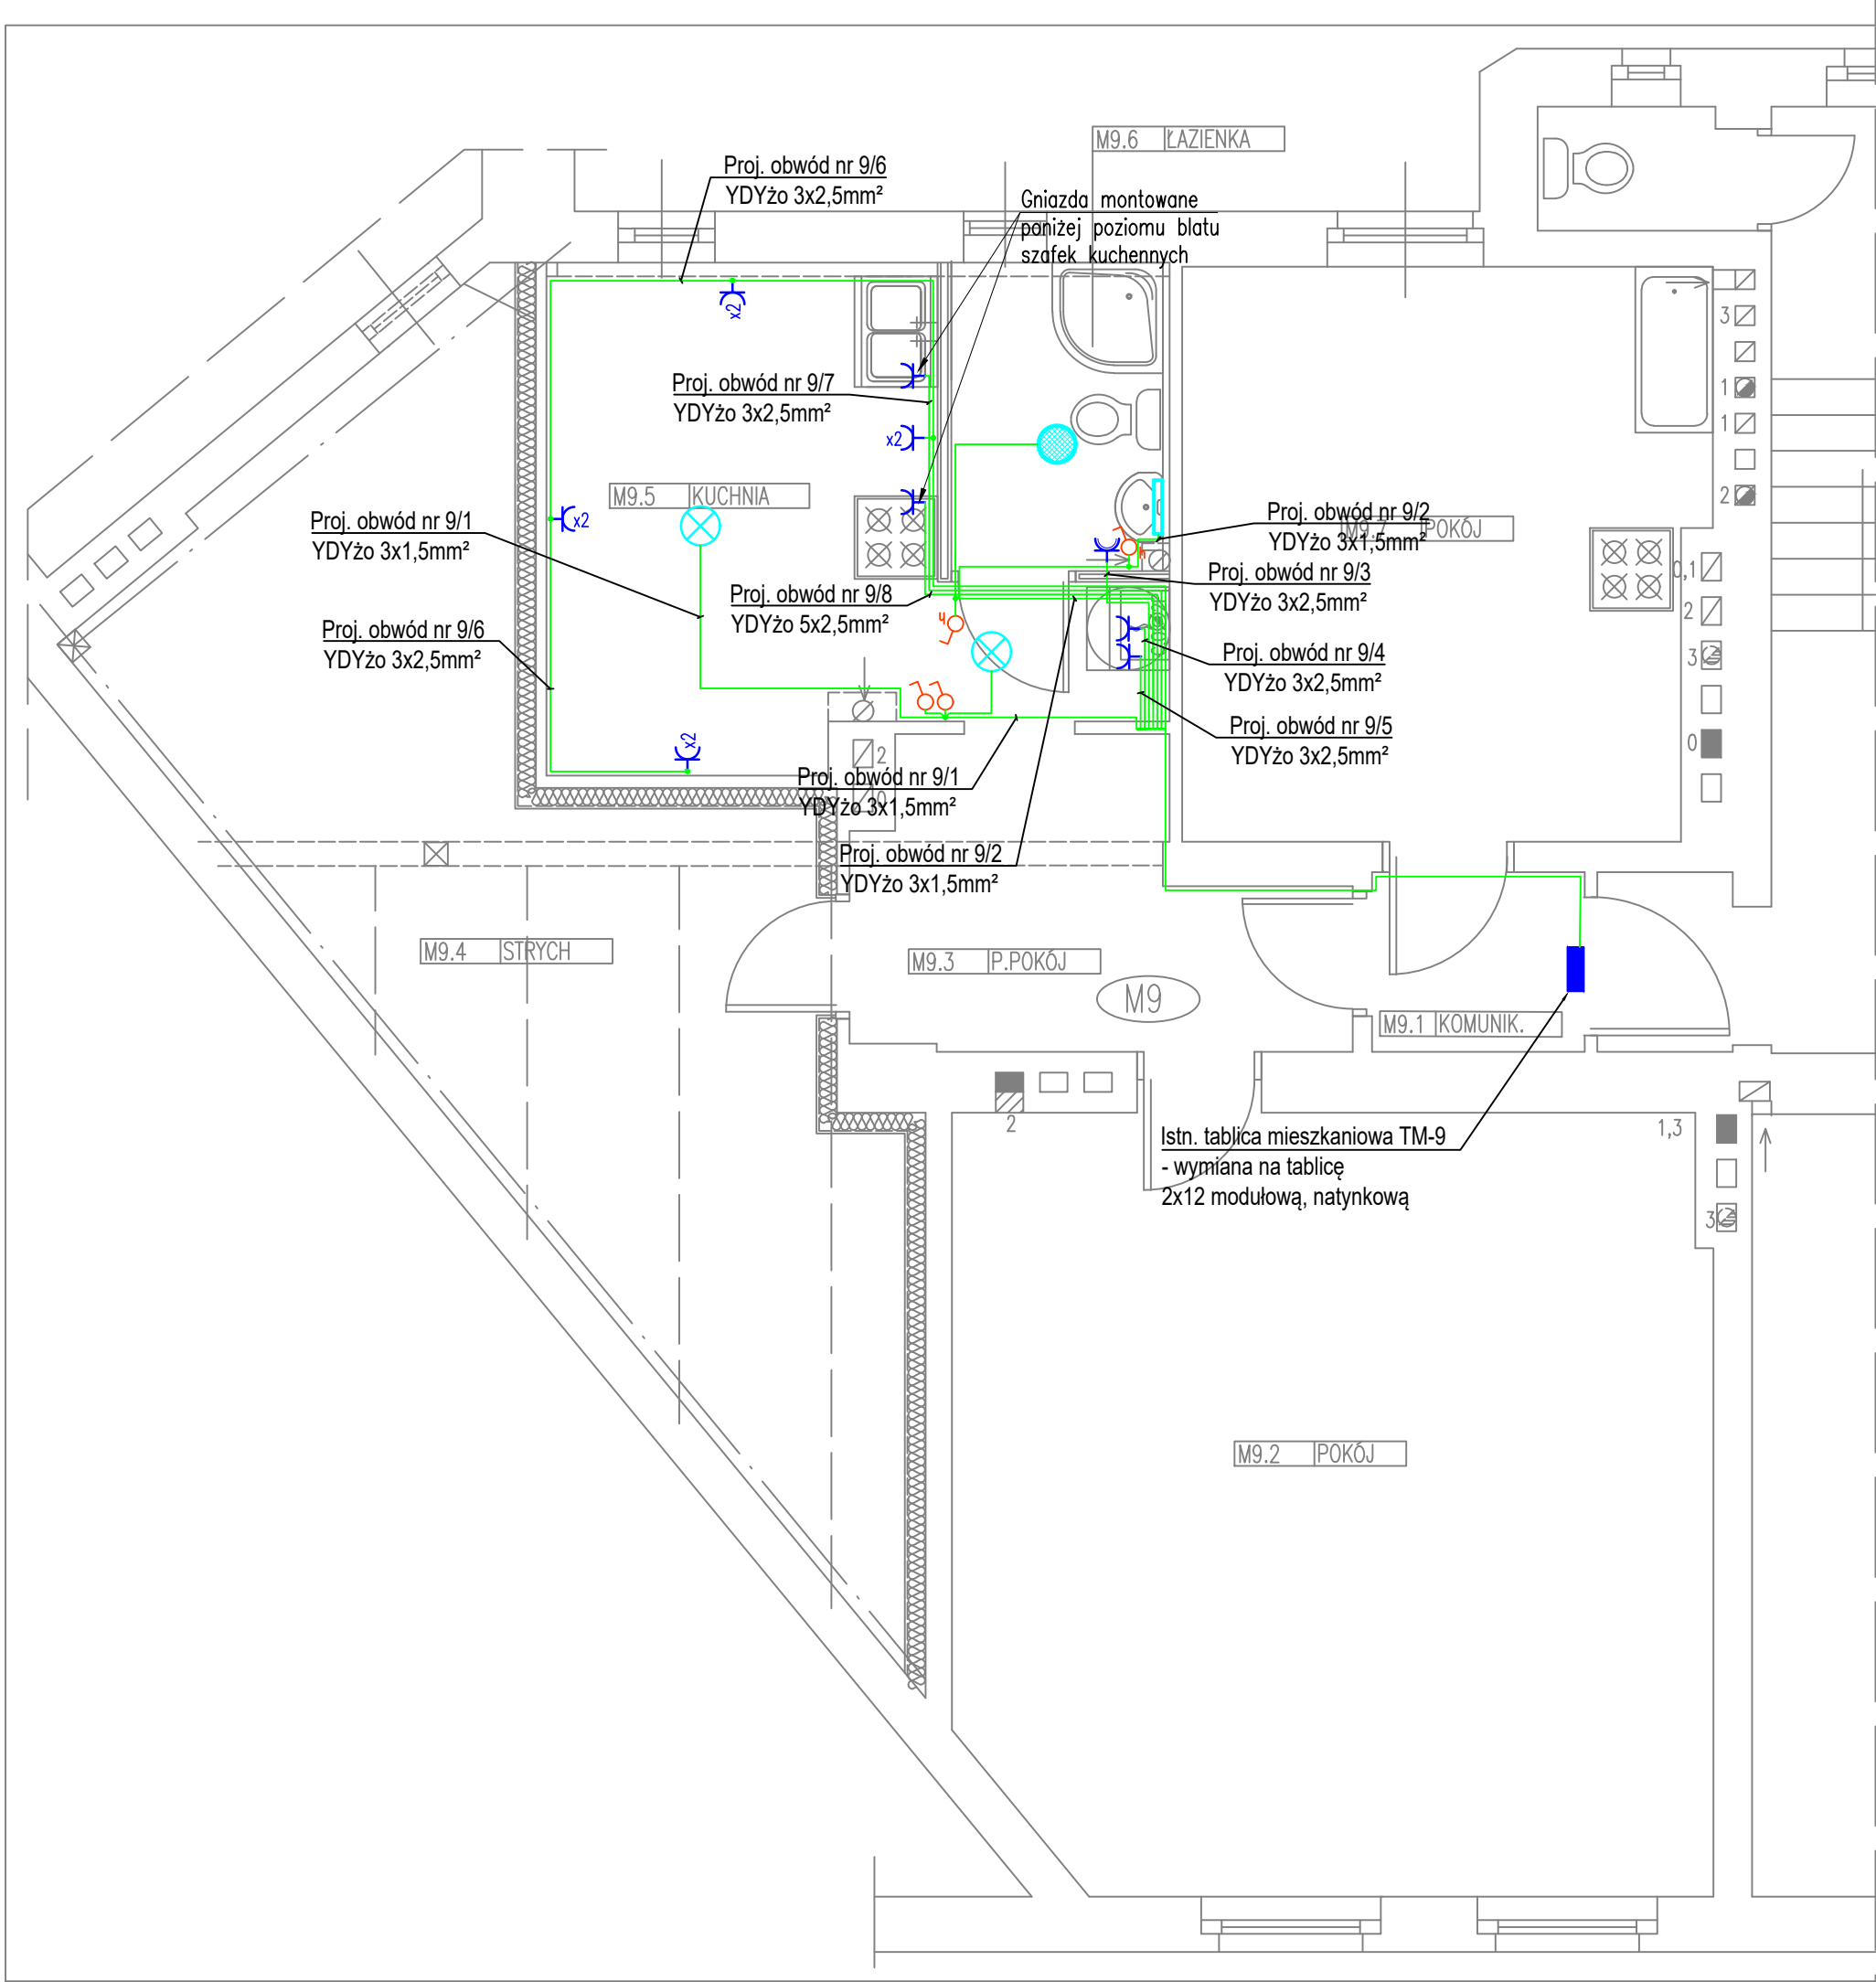 M9.6 ŁAZIENKA
Proj. obwód nr 9/6
YDYżo 3x2,5mm²
Gniazda montowane
poniżej poziomu blatu
szafek kuchennych
x2
3
Proj. obwód nr 9/7
YDYżo 3x2,5mm²
1
x2
1
M9.5 KUCHNIA
2
Proj. obwód nr 9/1
YDYżo 3x1,5mm²
x2
Proj. obwód nr 9/2
YDYżo 3x1,5mm²
POKÓJ
Proj. obwód nr 9/3
YDYżo 3x2,5mm²
0,1
Proj. obwód nr 9/8
YDYżo 5x2,5mm²
2
Proj. obwód nr 9/6
YDYżo 3x2,5mm²
Proj. obwód nr 9/4
YDYżo 3x2,5mm²
3
Proj. obwód nr 9/5
YDYżo 3x2,5mm²
0
x2
2
Proj. obwód nr 9/1
YDYżo 3x1,5mm²
0
Proj. obwód nr 9/2
YDYżo 3x1,5mm²
M9.4 STRYCH
M9.3 P.POKÓJ
M9
M9.1 KOMUNIK.
2
1,3
Istn. tablica mieszkaniowa TM-9
- wymiana na tablicę
2x12 modułową, natynkową
3
M9.2 POKÓJ